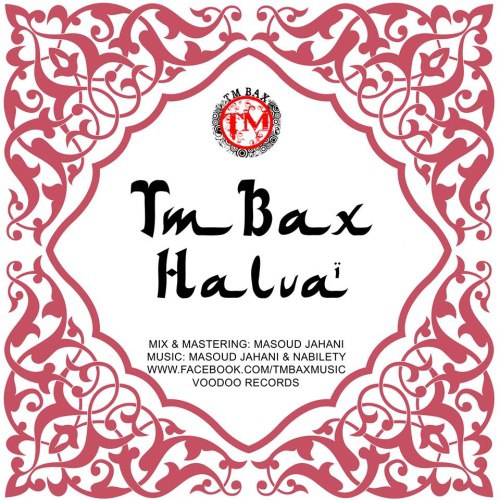 TM BAX
TM
Tm Bax
Halvaï
MIX & MASTERING: MASOUD JAHANI
MUSIC: MASOUD JAHANI & NABILETY
WWW.FACEBOOK.COM/TMBAXMUSIC
VOODOO RECORDS